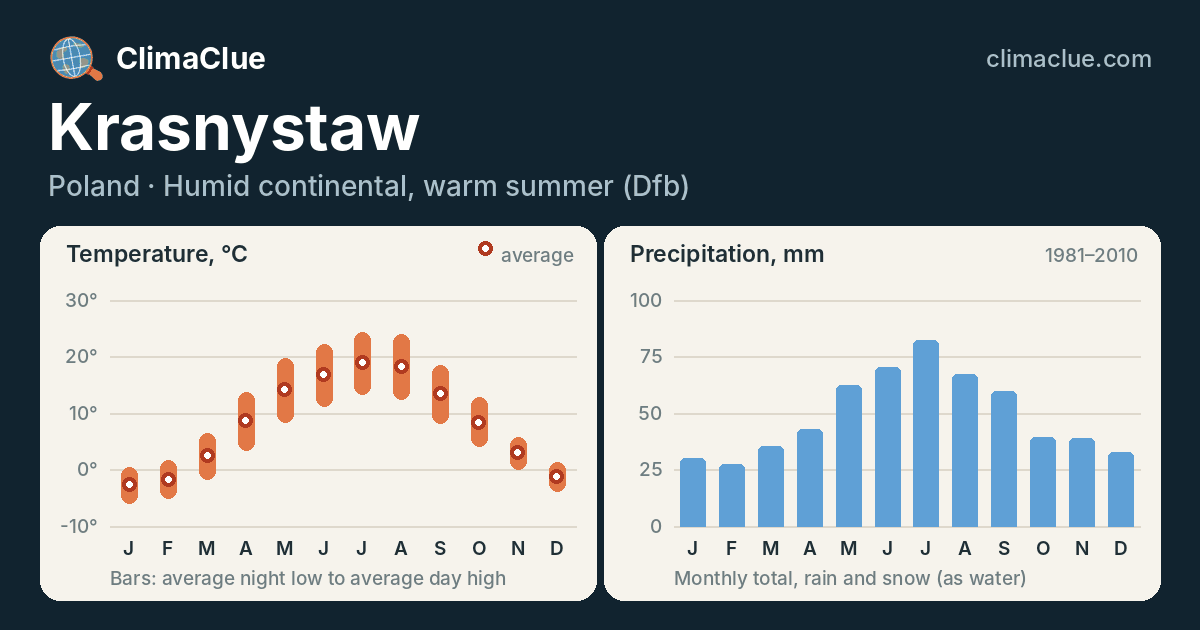 ClimaClue
climaclue.com
Krasnystaw
Poland · Humid continental, warm summer (Dfb)
Temperature, °C
average
30°
20°
10°
0°
-10°
J F M A M J J A S O N D
Bars: average night low to average day high
Precipitation, mm
1981–2010
100
75
50
25
0
J F M A M J J A S O N D
Monthly total, rain and snow (as water)